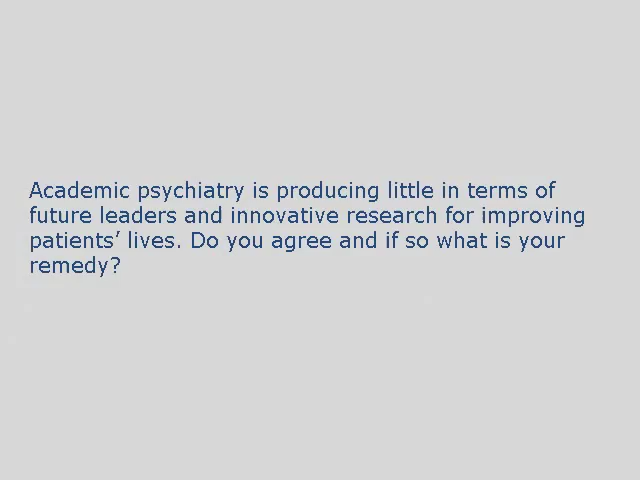 Academic psychiatry is producing little in terms of
future leaders and innovative research for improving
patients’ lives. Do you agree and if so what is your
remedy?